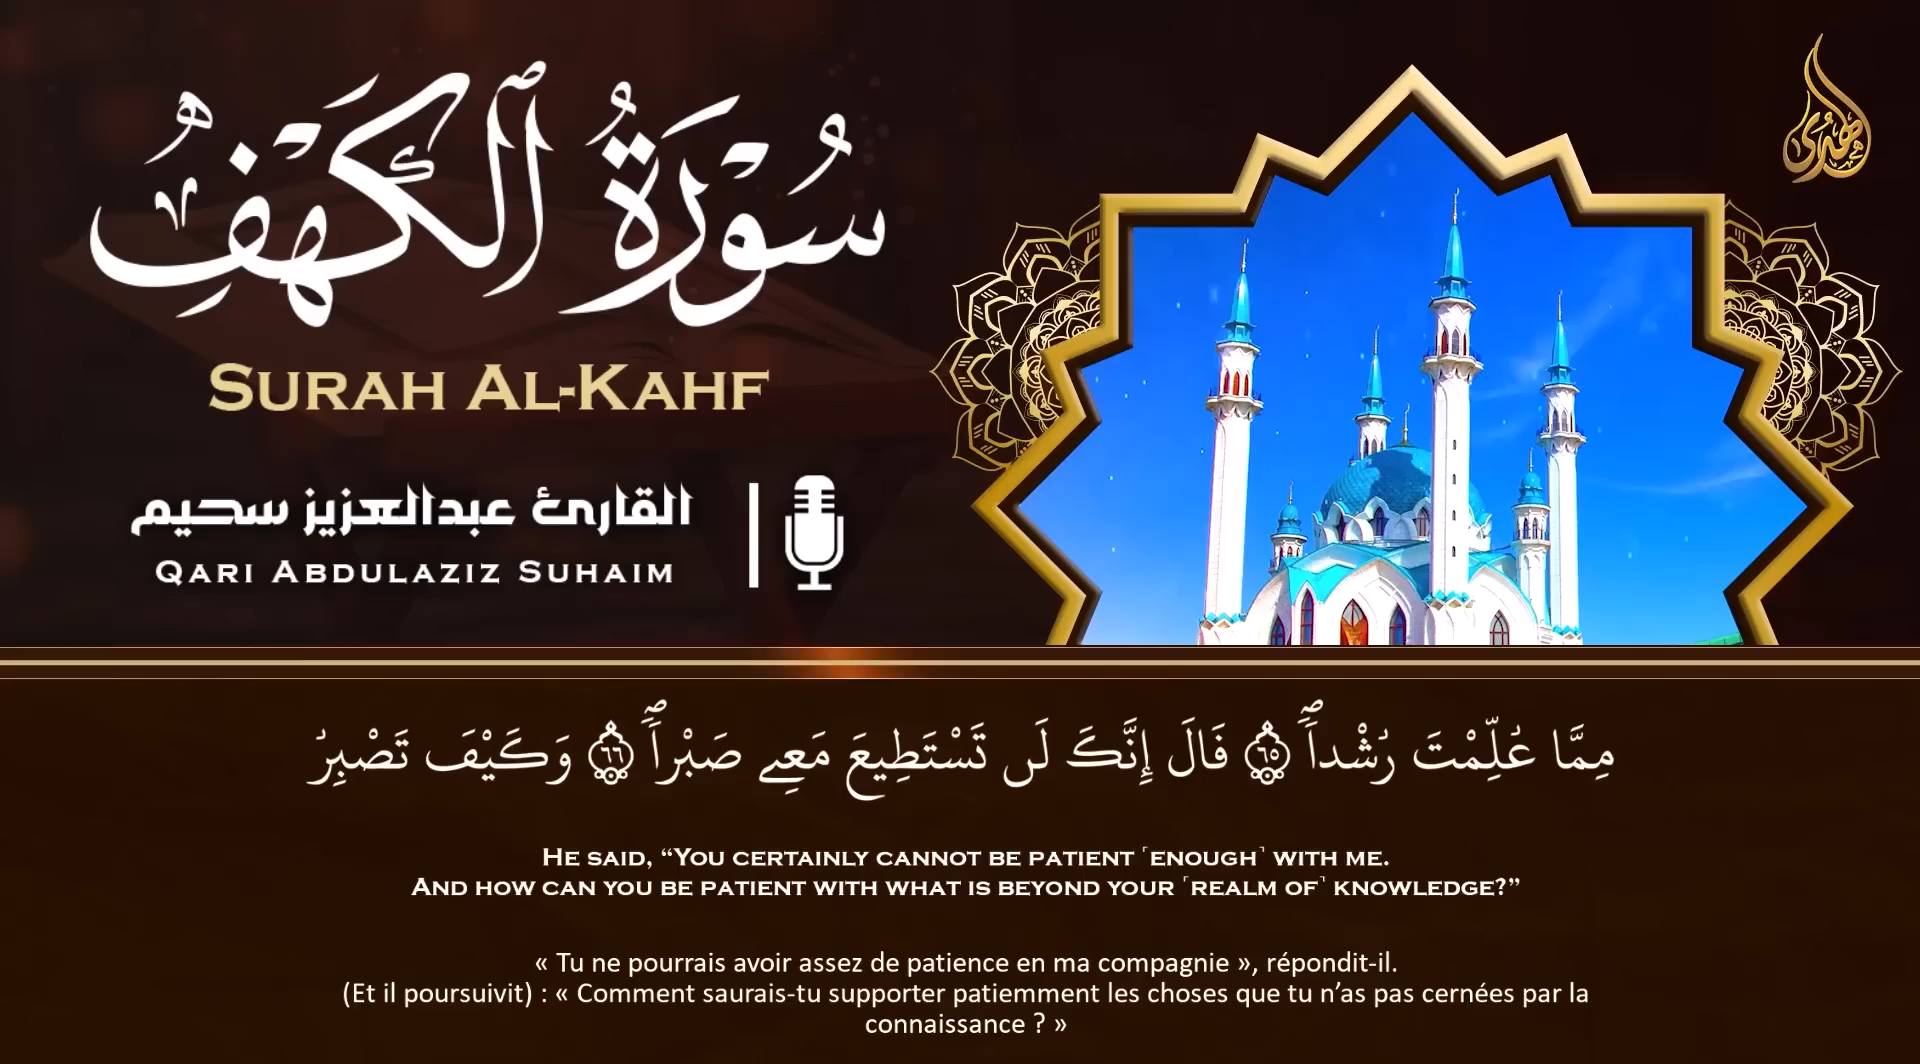 سُورَةُ ٱلْكَهْفِ
SURAH AL-KAHF
القارئ عبدالعزيز سحيم
QARI ABDULAZIZ SUHAIM
مِمَّا عُلِّمْتَ رُشْداٗۖ ٦٥ قَالَ إِنَّكَ لَن تَسْتَطِيعَ مَعِے صَبْراٗۖ ٦٦ وَكَيْفَ تَصْبِرُ
HE SAID, “YOU CERTAINLY CANNOT BE PATIENT ˹ENOUGH˺ WITH ME.
AND HOW CAN YOU BE PATIENT WITH WHAT IS BEYOND YOUR ˹REALM OF˺ KNOWLEDGE?”
« Tu ne pourrais avoir assez de patience en ma compagnie », répondit-il.
(Et il poursuivit) : « Comment saurais-tu supporter patiemment les choses que tu n’as pas cernées par la
connaissance ? »